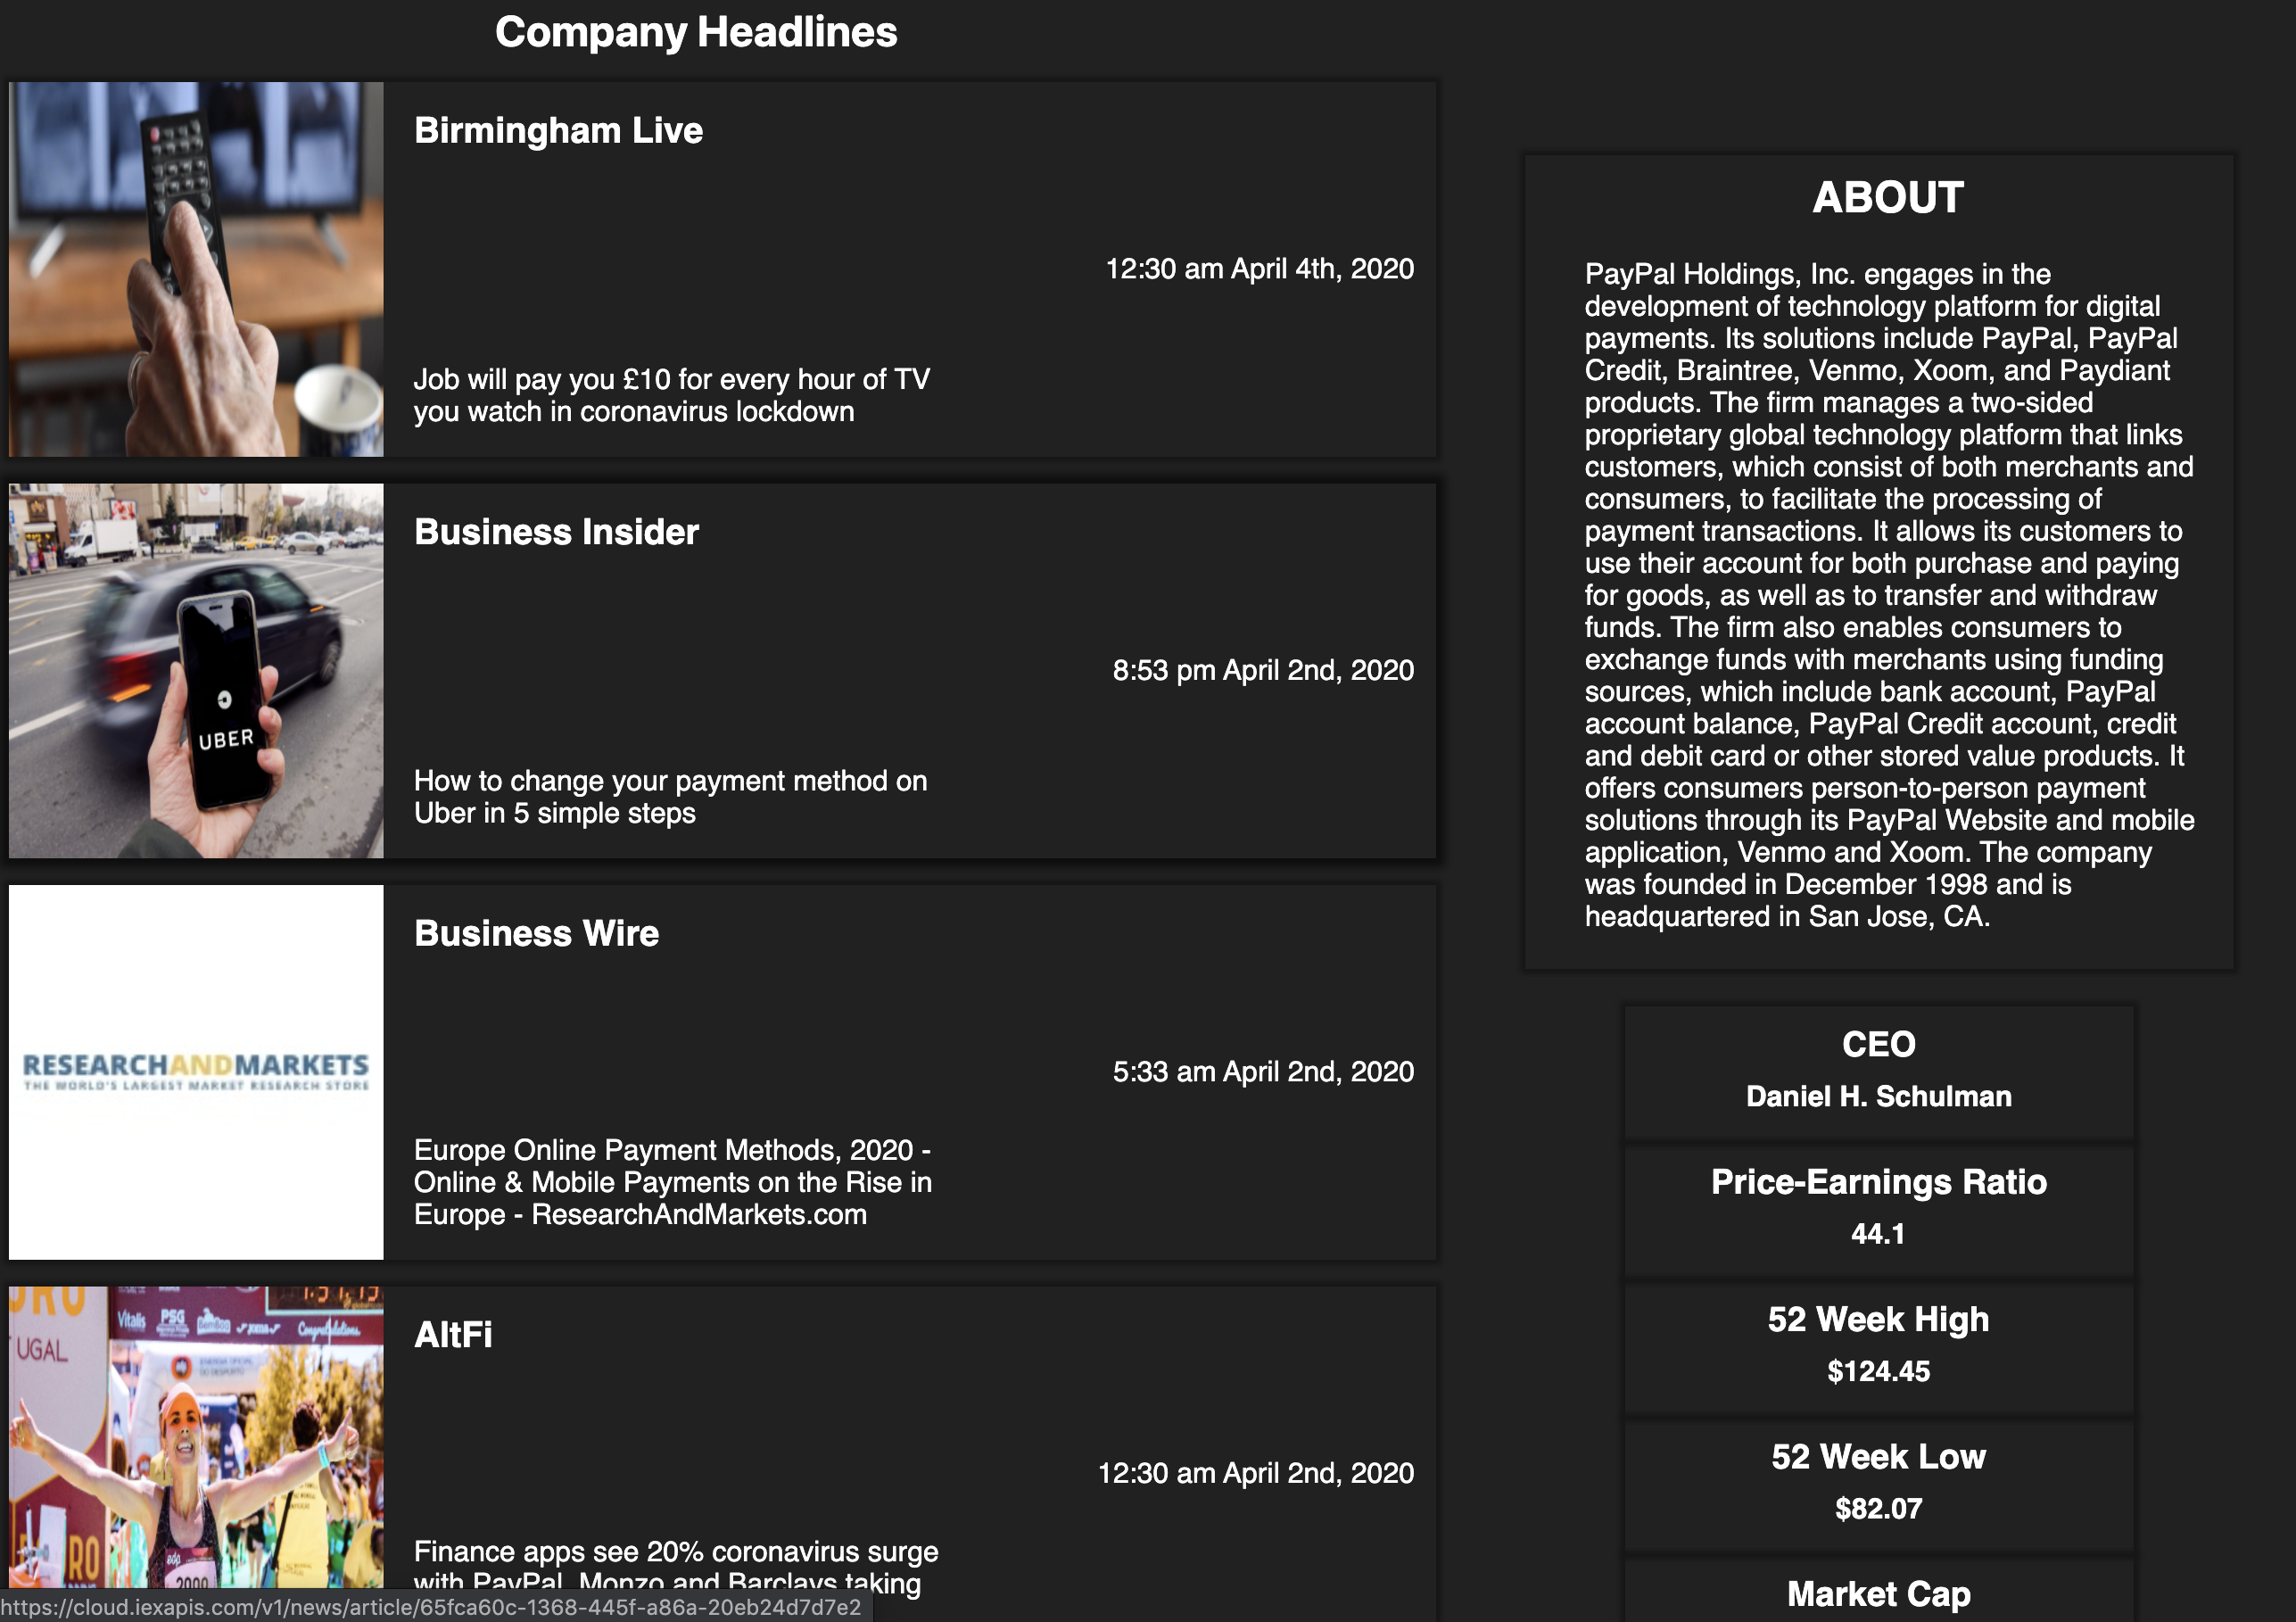 Company Headlines
Birmingham Live
12:30 am April 4th, 2020
Job will pay you £10 for every hour of TV
you watch in coronavirus lockdown
UBER
Business Insider
8:53 pm April 2nd, 2020
How to change your payment method on
Uber in 5 simple steps
RESEARCHANDMARKETS
THE WORLD'S LARGEST MARKET RESEARCH STORE
Business Wire
5:33 am April 2nd, 2020
Europe Online Payment Methods, 2020 -
Online & Mobile Payments on the Rise in
Europe - ResearchAndMarkets.com
UGAL
Vitalis
PSG
Congratulations
RO
AltFi
12:30 am April 2nd, 2020
Finance apps see 20% coronavirus surge
with PayPal, Monzo and Barclays taking
https://cloud.iexapis.com/v1/news/article/65fca60c-1368-445f-a86a-20eb24d7d7e2
ABOUT
PayPal Holdings, Inc. engages in the
development of technology platform for digital
payments. Its solutions include PayPal, PayPal
Credit, Braintree, Venmo, Xoom, and Paydiant
products. The firm manages a two-sided
proprietary global technology platform that links
customers, which consist of both merchants and
consumers, to facilitate the processing of
payment transactions. It allows its customers to
use their account for both purchase and paying
for goods, as well as to transfer and withdraw
funds. The firm also enables consumers to
exchange funds with merchants using funding
sources, which include bank account, PayPal
account balance, PayPal Credit account, credit
and debit card or other stored value products. It
offers consumers person-to-person payment
solutions through its PayPal Website and mobile
application, Venmo and Xoom. The company
was founded in December 1998 and is
headquartered in San Jose, CA.
CEO
Daniel H. Schulman
Price-Earnings Ratio
44.1
52 Week High
$124.45
52 Week Low
$82.07
Market Cap